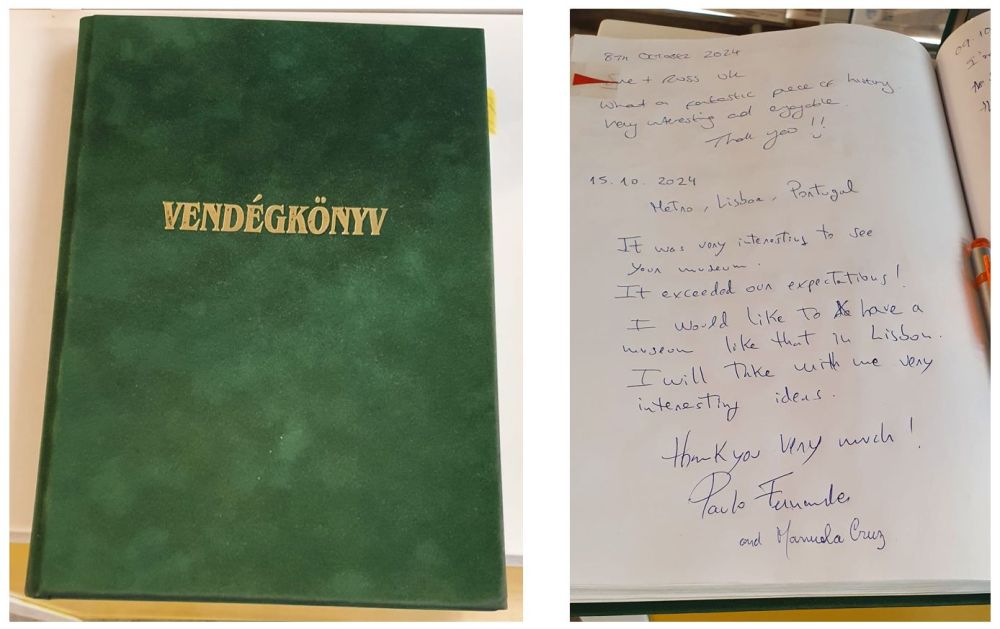 VENDÉGKÖNYV
8TH OCTOBER 2024
Sue + Russ UK
What a fantastic piece of history.
Very interesting and enjoyable.
Thank you !!
15.10. 2024
Metro, Lisboa, Portugal
It was very interesting to see
your museum.
It exceeded our expectations!
I would like to have a
museum like that in Lisbon.
I will take with me very
interesting ideas.
Thank you very much!
Paulo Fernandes
and Manuela Cruz
09.10
I'm